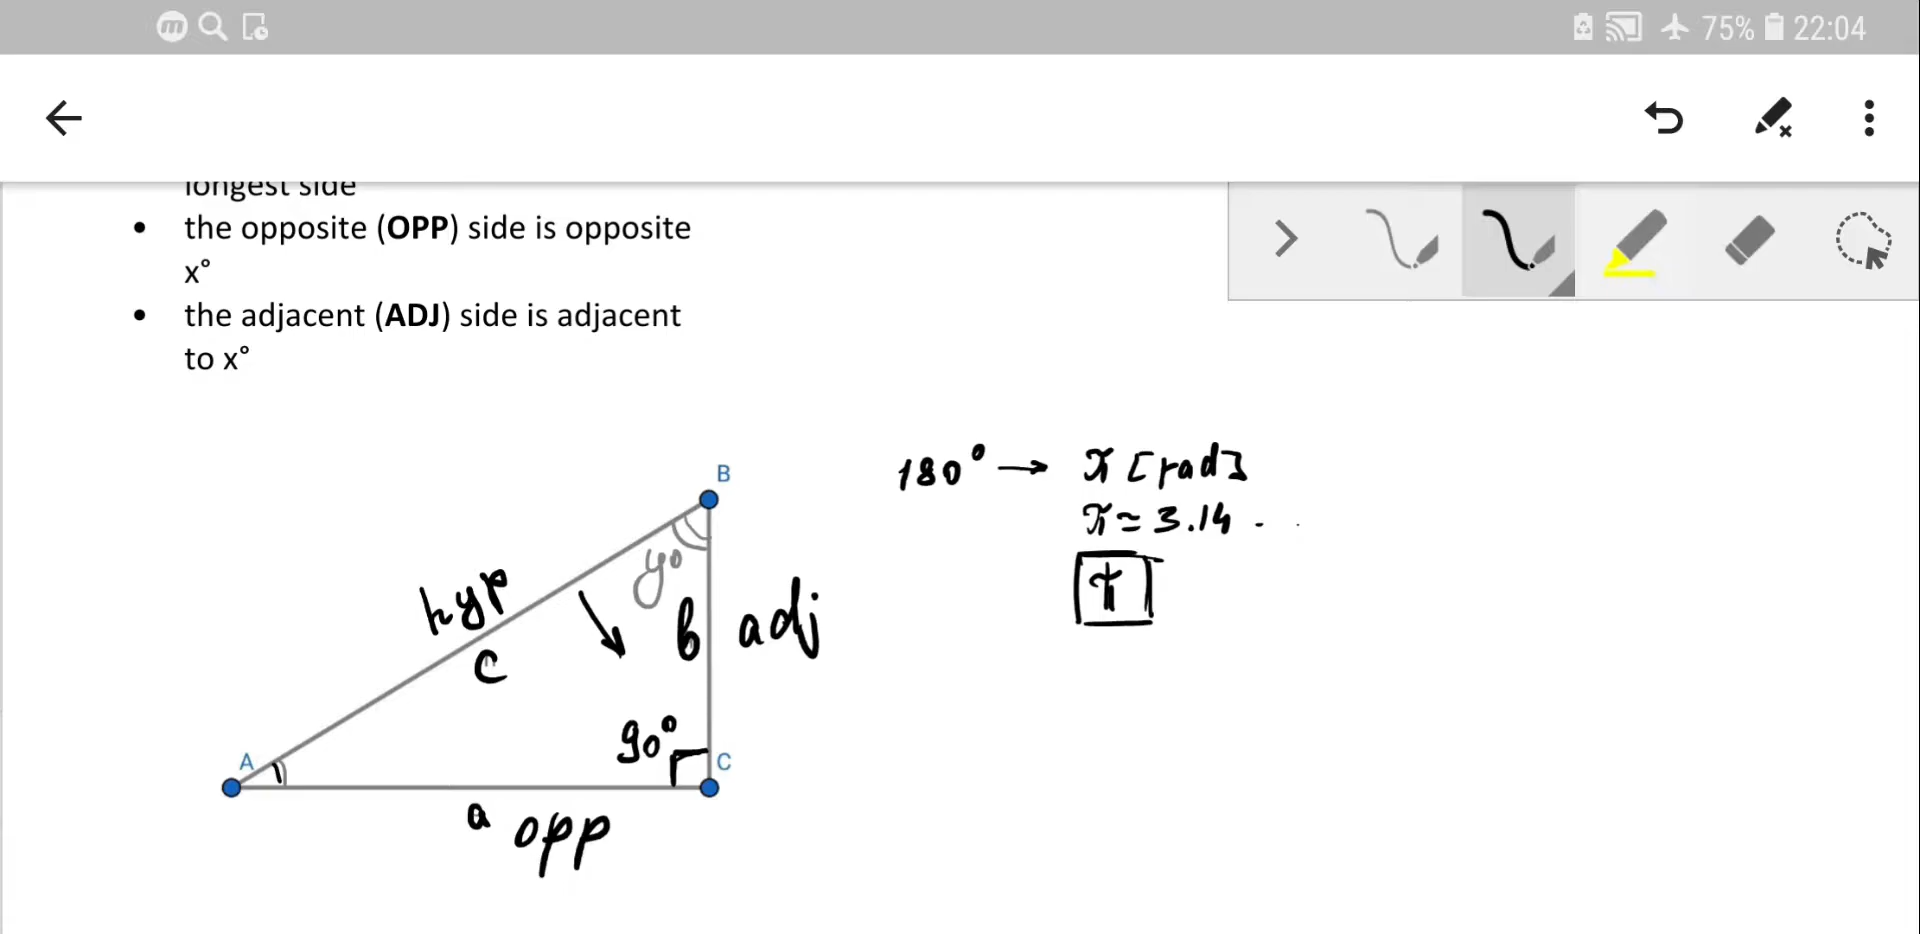 75% 22:04
longest side
• the opposite (OPP) side is opposite
x°
• the adjacent (ADJ) side is adjacent
to x°
B
180° → π [rad]
π ≈ 3.14 . .
π
y°
hyp
b adj
c
90°
A
C
a opp